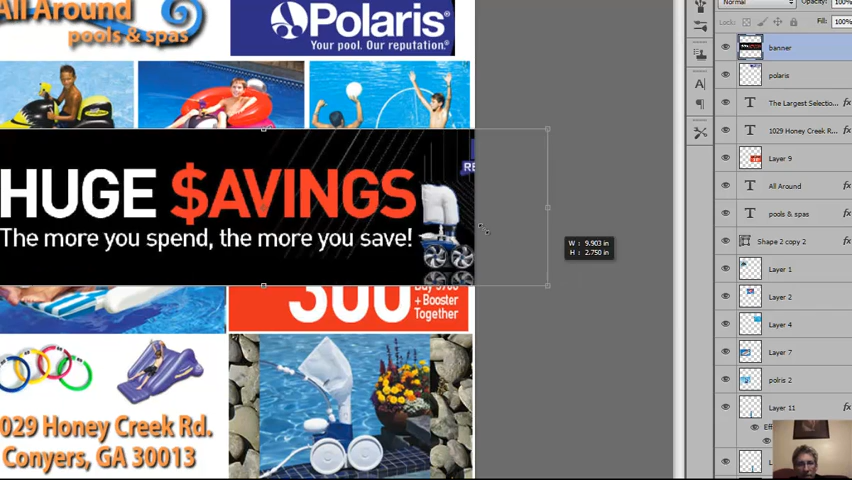 All Around
pools & spas
Polaris
Your pool. Our reputation.
HUGE $AVINGS
The more you spend, the more you save!
300
+ Booster
Together
029 Honey Creek Rd.
Conyers, GA 30013
W: 9.903 in
H: 2.750 in
Normal
Opacity: 100%
Lock:
Fill: 100%
banner
polaris
The Largest Selectio...
1029 Honey Creek R...
Layer 9
All Around
pools & spas
Shape 2 copy 2
Layer 1
Layer 2
Layer 4
Layer 7
polris 2
Layer 11